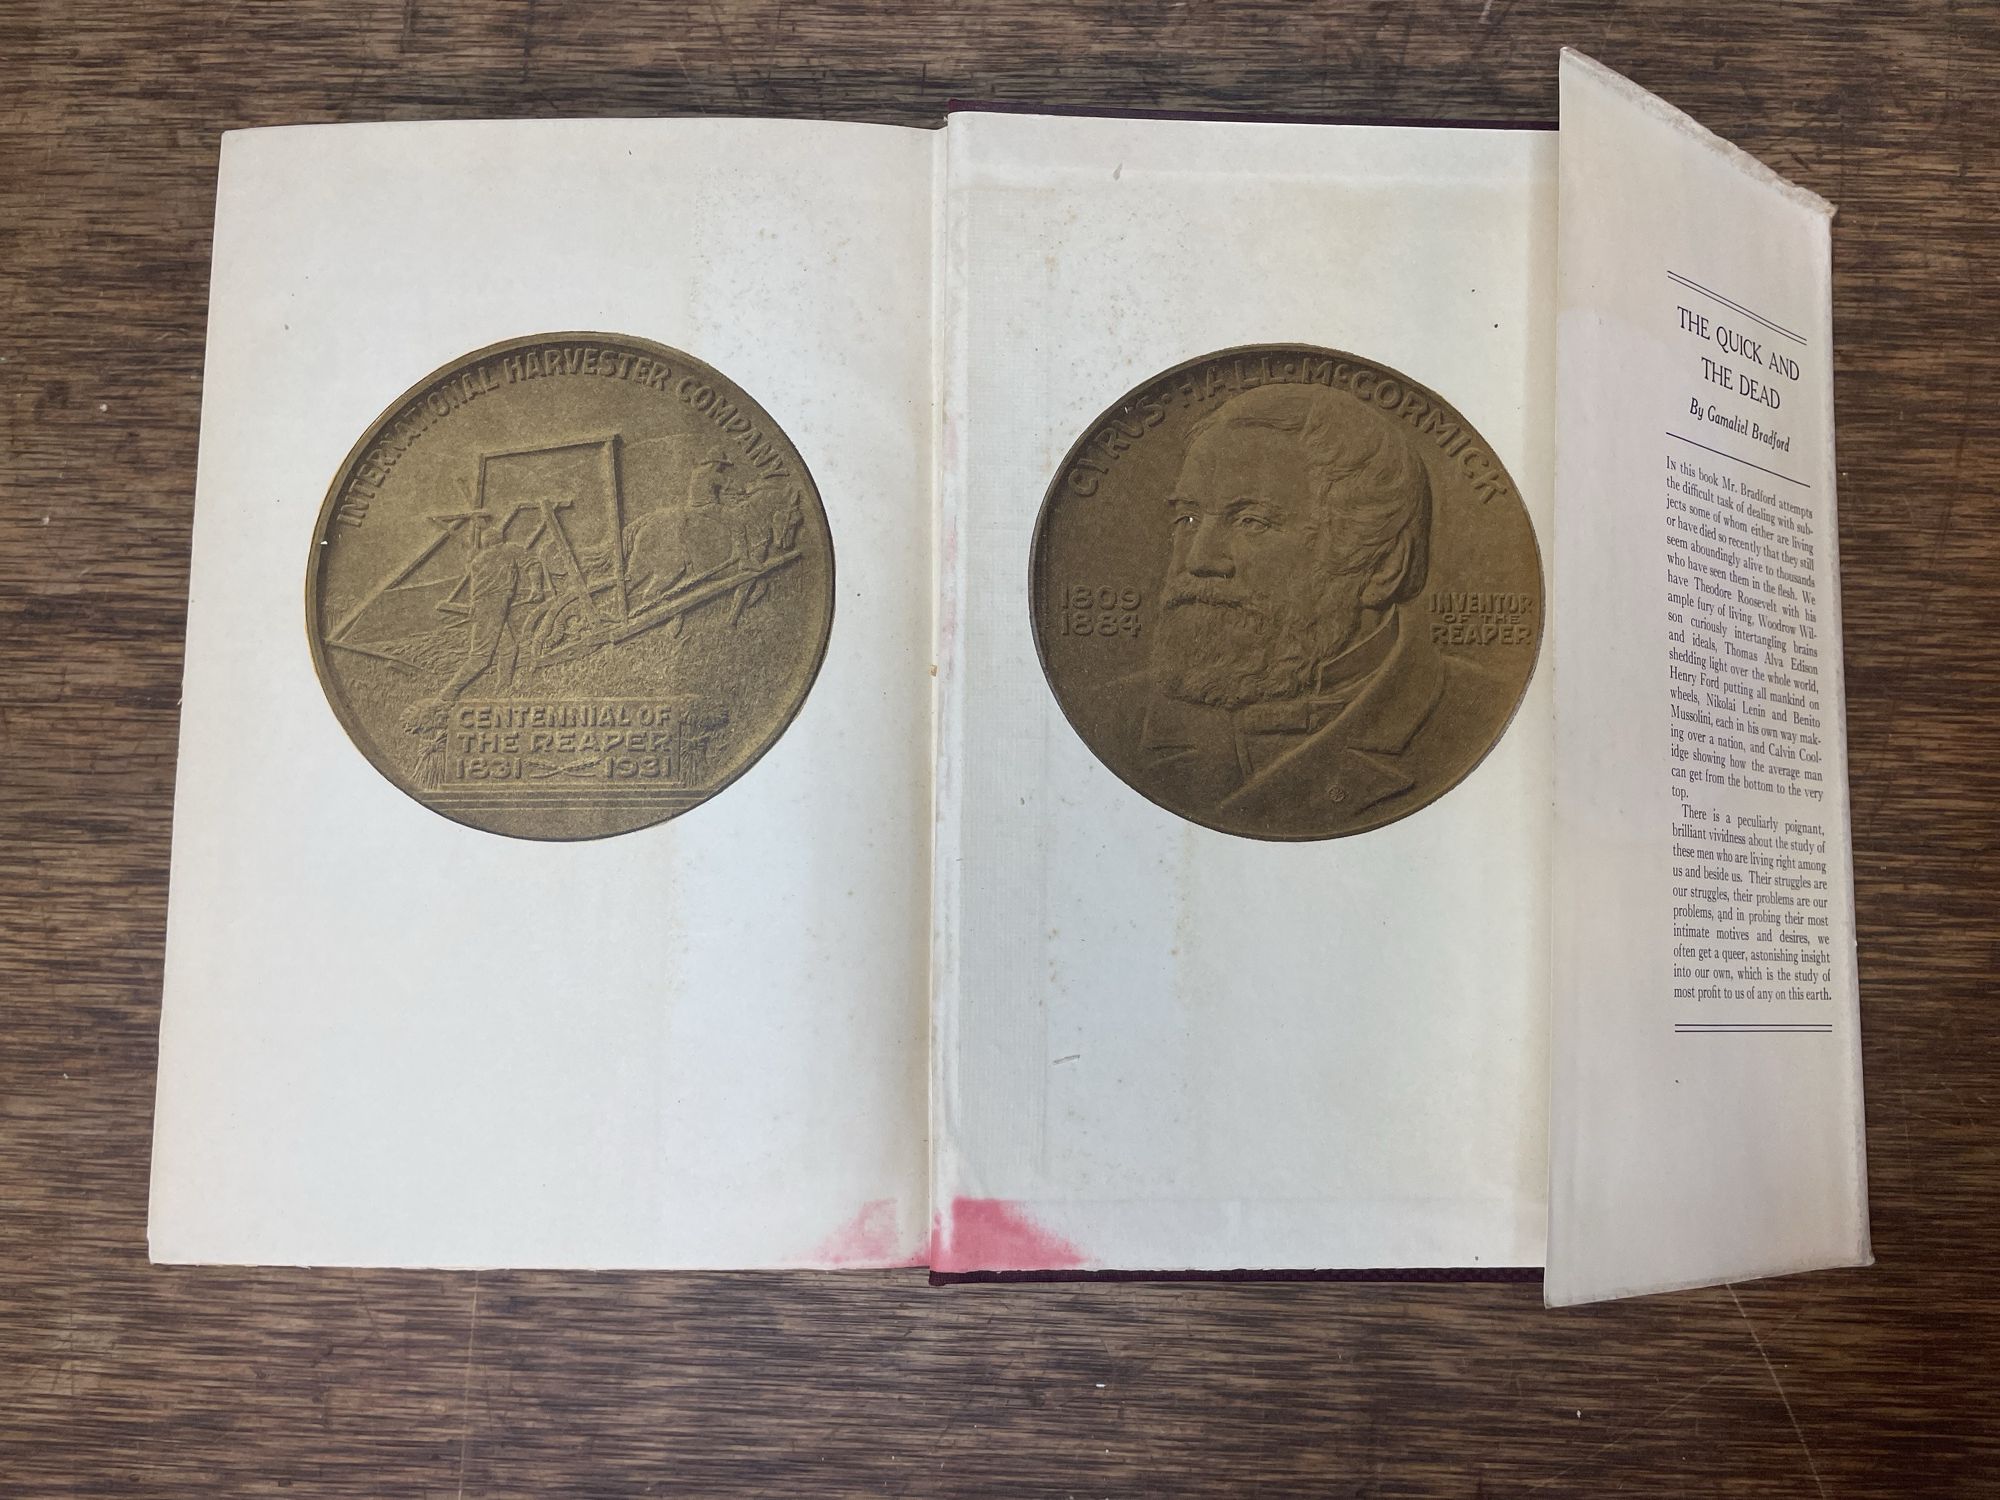 INTERNATIONAL HARVESTER COMPANY
CENTENNIAL OF
THE REAPER
1831 1931
CYRUS · HALL · McCORMICK
1809
1884
INVENTOR
OF THE
REAPER
THE QUICK AND
THE DEAD
By Gamaliel Bradford
IN this book Mr. Bradford attempts
the difficult task of dealing with sub-
jects some of whom either are living
or have died so recently that they still
seem aboundingly alive to thousands
who have seen them in the flesh. We
have Theodore Roosevelt with his
ample fury of living, Woodrow Wil-
son curiously intertangling brains
and ideals, Thomas Alva Edison
shedding light over the whole world,
Henry Ford putting all mankind on
wheels, Nikolai Lenin and Benito
Mussolini, each in his own way mak-
ing over a nation, and Calvin Cool-
idge showing how the average man
can get from the bottom to the very
top.
There is a peculiarly poignant,
brilliant vividness about the study of
these men who are living right among
us and beside us. Their struggles are
our struggles, their problems are our
problems, and in probing their most
intimate motives and desires, we
often get a queer, astonishing insight
into our own, which is the study of
most profit to us of any on this earth.